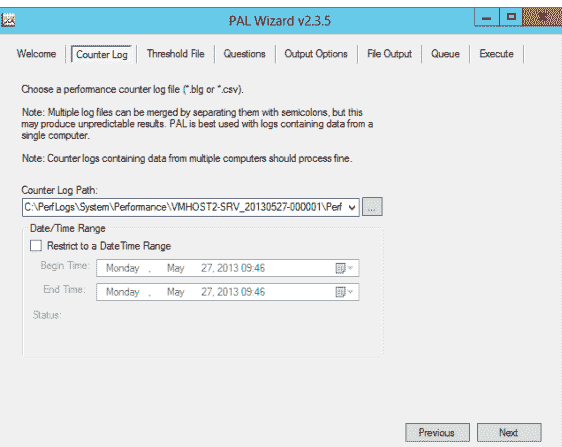 PAL Wizard v2.3.5
Welcome Counter Log Threshold File Questions Output Options File Output Queue Execute
Choose a performance counter log file (*.blg or *.csv).
Note: Multiple log files can be merged by separating them with semicolons, but this
may produce unpredictable results. PAL is best used with logs containing data from a
single computer.
Note: Counter logs containing data from multiple computers should process fine.
Counter Log Path:
C:\PerfLogs\System\Performance\VMHOST2-SRV_20130527-000001\Perf ...
Date/Time Range
Restrict to a DateTime Range
Begin Time: Monday , May 27, 2013 09:46
End Time: Monday , May 27, 2013 09:46
Status:
Previous Next